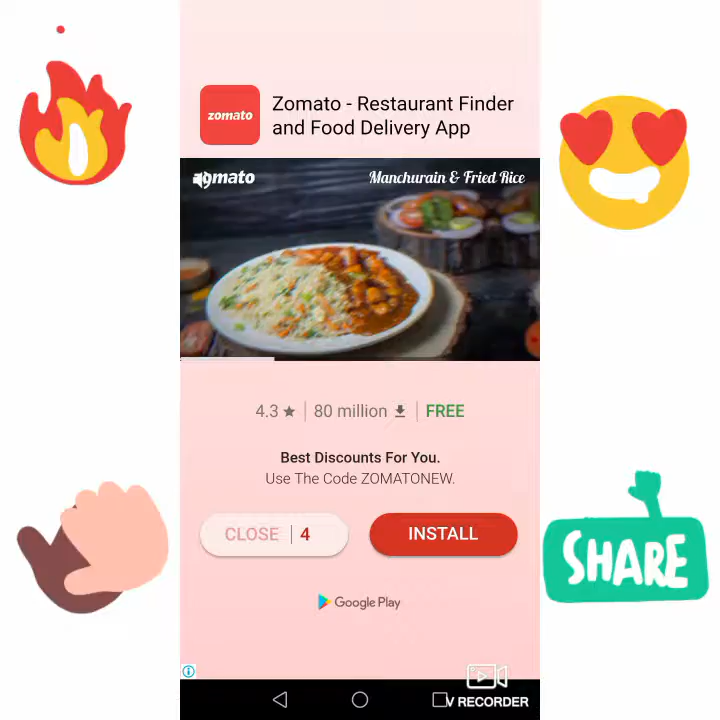 zomato
Zomato - Restaurant Finder
and Food Delivery App
Manchurain & Fried Rice
4.3 | 80 million | FREE
Best Discounts For You.
Use The Code ZOMATONEW.
CLOSE | 4
INSTALL
SHARE
Google Play
V RECORDER